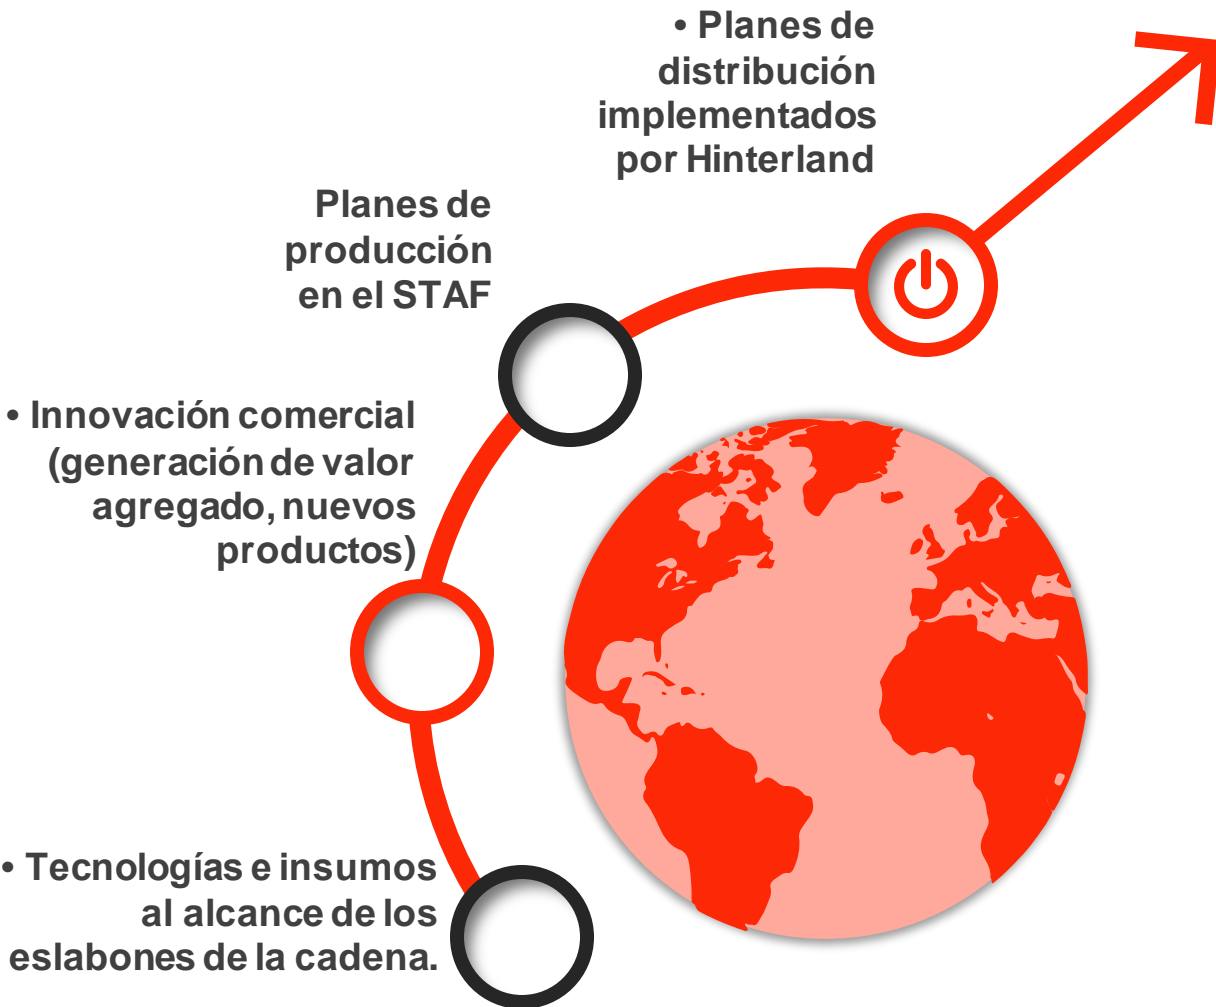 • Planes de
distribución
implementados
por Hinterland
Planes de
producción
en el STAF
• Innovación comercial
(generación de valor
agregado, nuevos
productos)
• Tecnologías e insumos
al alcance de los
eslabones de la cadena.